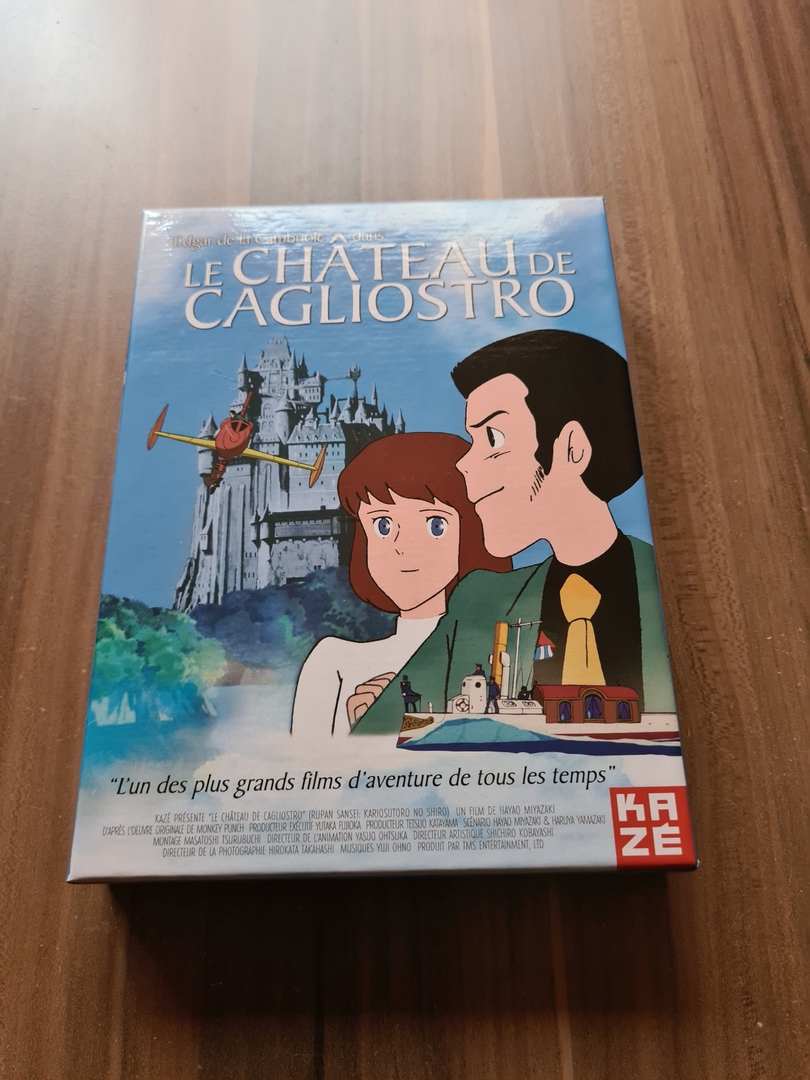 Edgar de la Cambriole dans
LE CHÂTEAU DE
CAGLIOSTRO
“L'un des plus grands films d'aventure de tous les temps”
KAZÉ PRÉSENTE "LE CHÂTEAU DE CAGLIOSTRO" (RUPAN SANSEI: KARIOSUTORO NO SHIRO) UN FILM DE HAYAO MIYAZAKI
D'APRÈS L'OEUVRE ORIGINALE DE MONKEY PUNCH PRODUCTEUR EXÉCUTIF YUTAKA FUJIOKA PRODUCTEUR TETSUO KATAYAMA SCÉNARIO HAYAO MIYAZAKI & HARUYA YAMAZAKI
MONTAGE MASATOSHI TSURUBUCHI DIRECTEUR DE L'ANIMATION YASUO OHTSUKA DIRECTEUR ARTISTIQUE SHICHIRO KOBAYASHI
DIRECTEUR DE LA PHOTOGRAPHIE HIROKATA TAKAHASHI MUSIQUES YUJI OHNO PRODUIT PAR TMS ENTERTAINMENT, LTD
KA
ZÉ